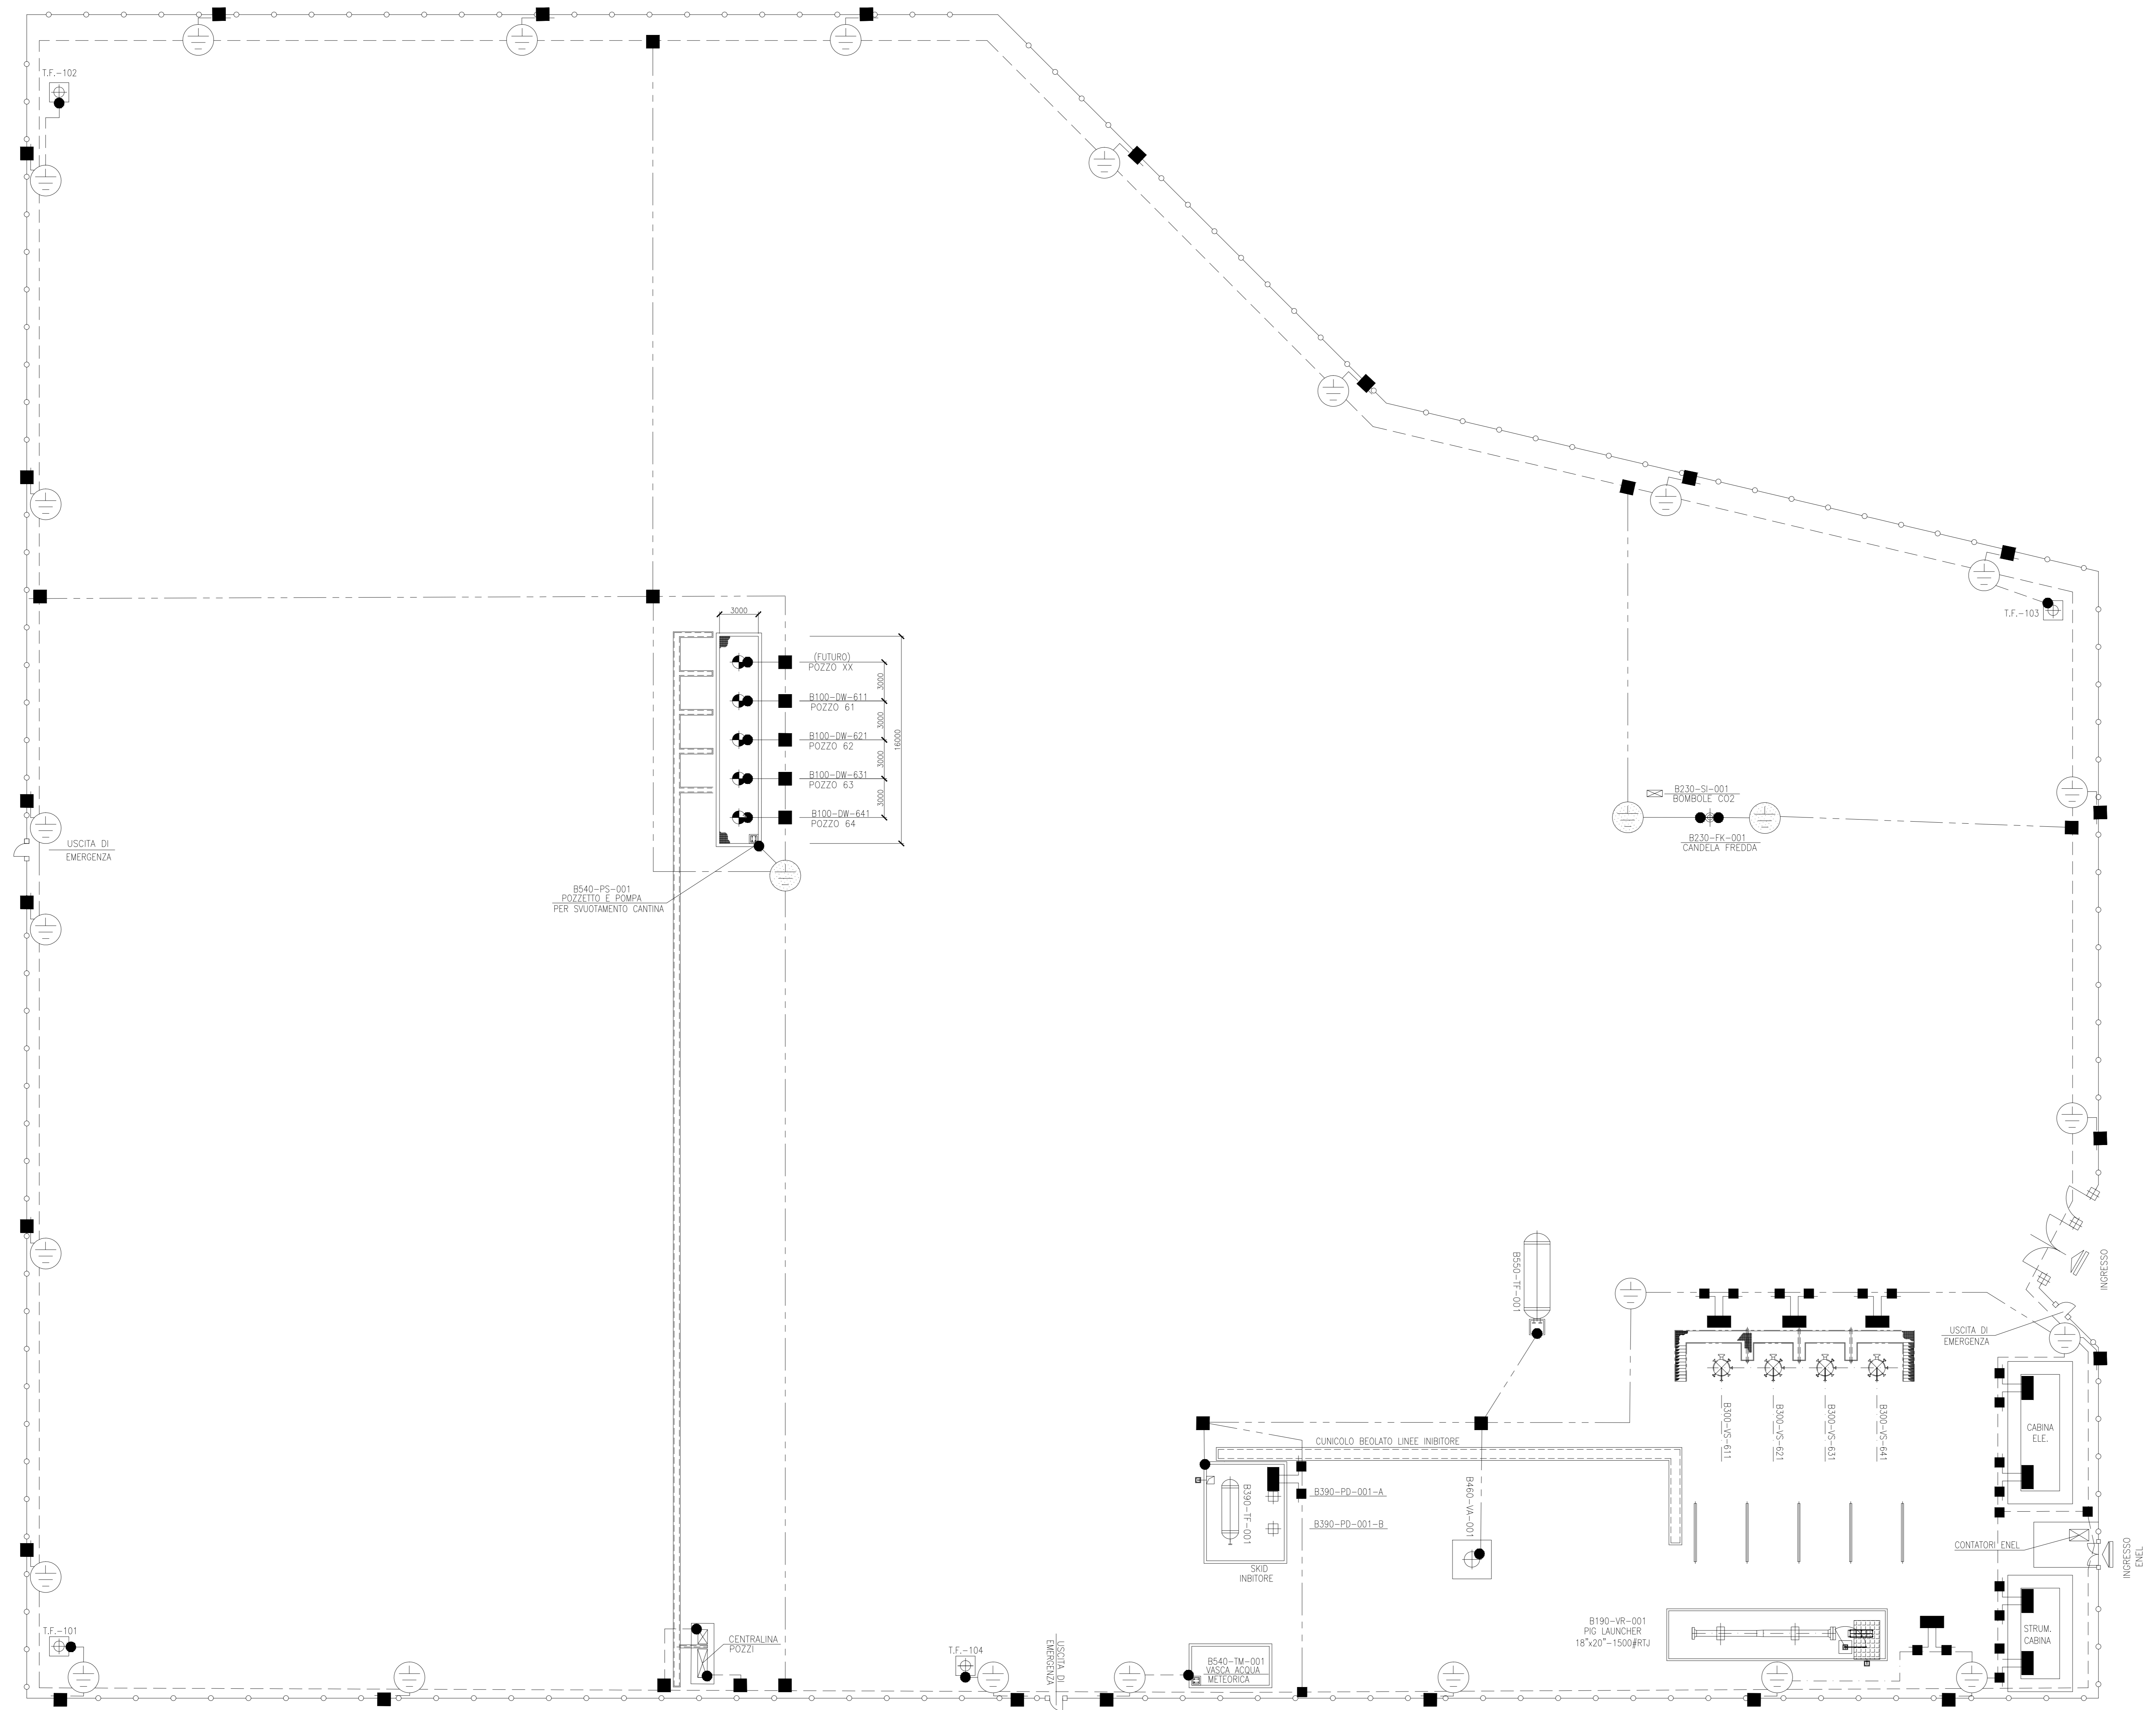 T.F.-102
3000
(FUTURO)
POZZO XX
B100-DW-611
POZZO 61
B100-DW-621
POZZO 62
B100-DW-631
POZZO 63
B100-DW-641
POZZO 64
3000
3000
3000
3000
16000
T.F.-103
B230-SI-001
BOMBOLE CO2
B230-FK-001
CANDELA FREDDA
USCITA DI
EMERGENZA
B540-PS-001
POZZETTO E POMPA
PER SVUOTAMENTO CANTINA
B550-TF-001
INGRESSO
USCITA DI
EMERGENZA
B300-VS-611
B300-VS-621
B300-VS-631
B300-VS-641
CABINA
ELE.
CUNICOLO BEOLATO LINEE INIBITORE
B390-TF-001
B390-PD-001-A
B390-PD-001-B
SKID
INBITORE
B460-VA-001
CONTATORI ENEL
INGRESSO
ENEL
B190-VR-001
PIG LAUNCHER
18"x20"-1500#RTJ
STRUM.
CABINA
T.F.-101
CENTRALINA
POZZI
T.F.-104
USCITA DI
EMERGENZA
B540-TM-001
VASCA ACQUA
METEORICA